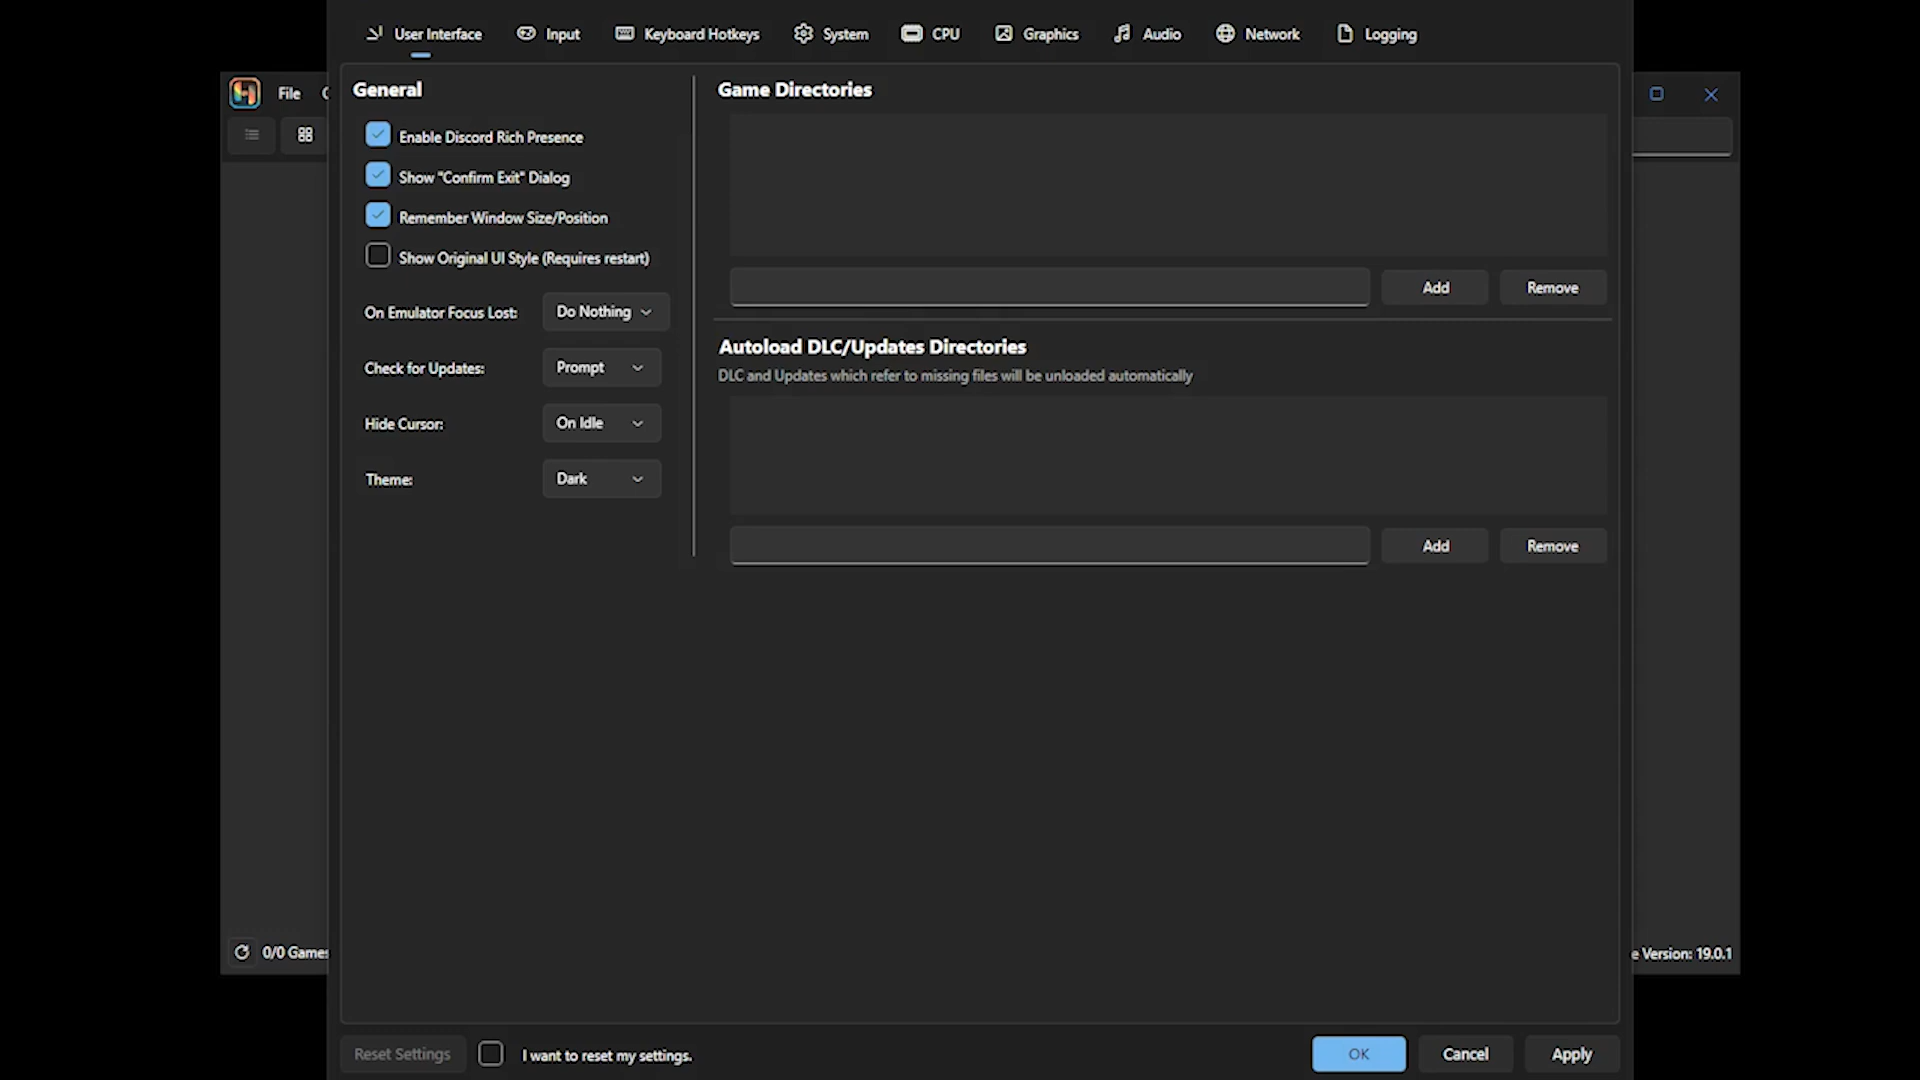 User Interface
Input
Keyboard Hotkeys
System
CPU
Graphics
Audio
Network
Logging
File
General
Enable Discord Rich Presence
Show "Confirm Exit" Dialog
Remember Window Size/Position
Show Original UI Style (Requires restart)
On Emulator Focus Lost: Do Nothing
Check for Updates: Prompt
Hide Cursor: On Idle
Theme: Dark
Game Directories
Add Remove
Autoload DLC/Updates Directories
DLC and Updates which refer to missing files will be unloaded automatically
Add Remove
0/0 Games
e Version: 19.0.1
Reset Settings I want to reset my settings.
OK Cancel Apply